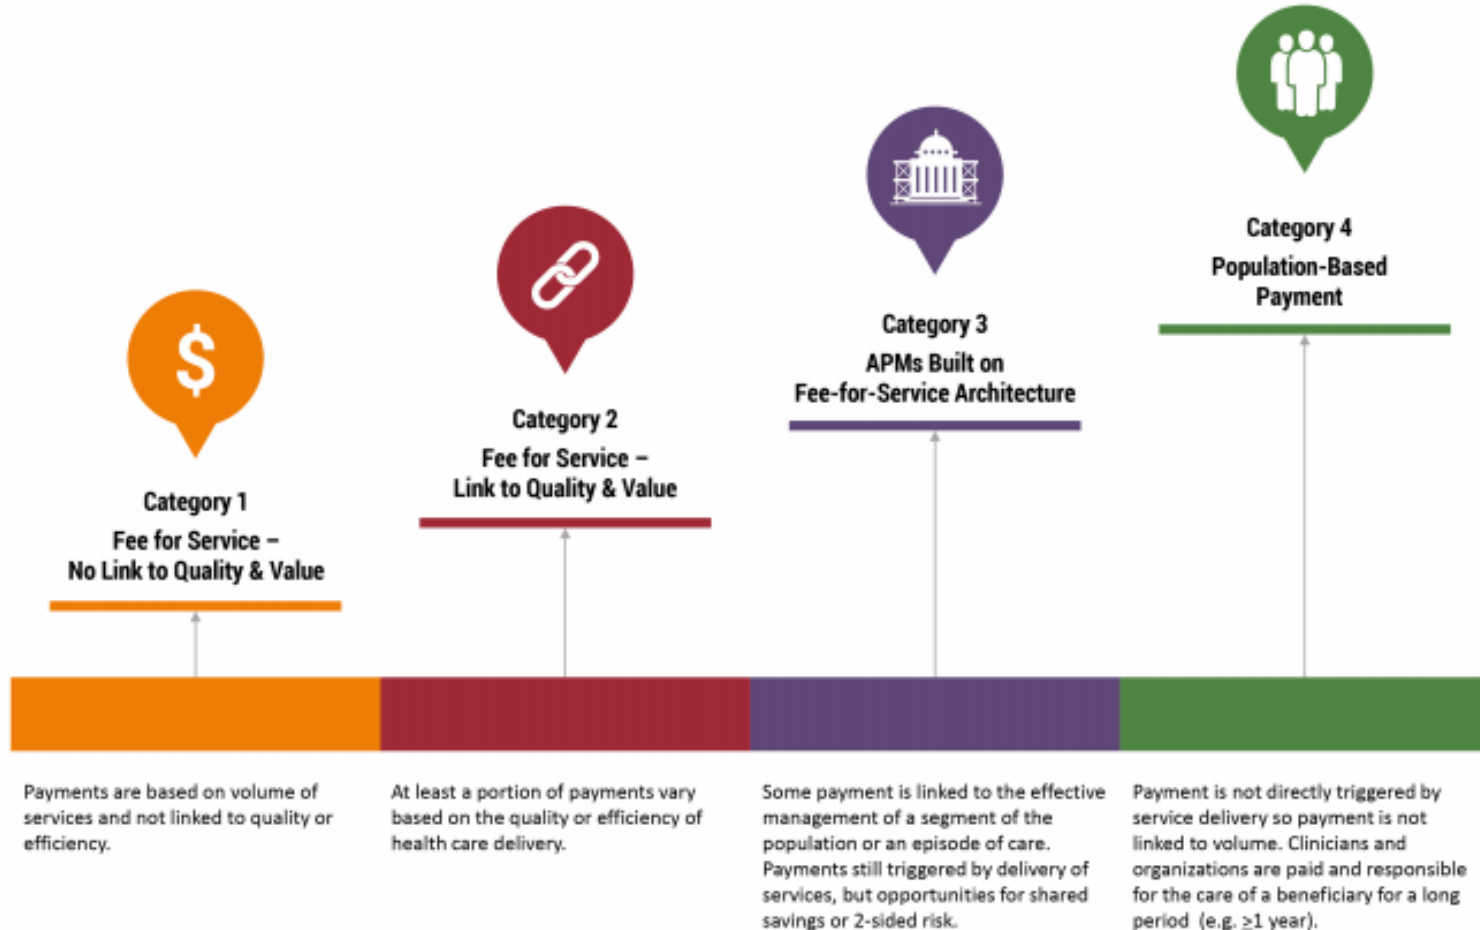 $
Category 1
Fee for Service –
No Link to Quality & Value
Category 2
Fee for Service –
Link to Quality & Value
Category 3
APMs Built on
Fee-for-Service Architecture
Category 4
Population-Based
Payment
Payments are based on volume of
services and not linked to quality or
efficiency.
At least a portion of payments vary
based on the quality or efficiency of
health care delivery.
Some payment is linked to the effective
management of a segment of the
population or an episode of care.
Payments still triggered by delivery of
services, but opportunities for shared
savings or 2-sided risk.
Payment is not directly triggered by
service delivery so payment is not
linked to volume. Clinicians and
organizations are paid and responsible
for the care of a beneficiary for a long
period (e.g. ≥1 year).